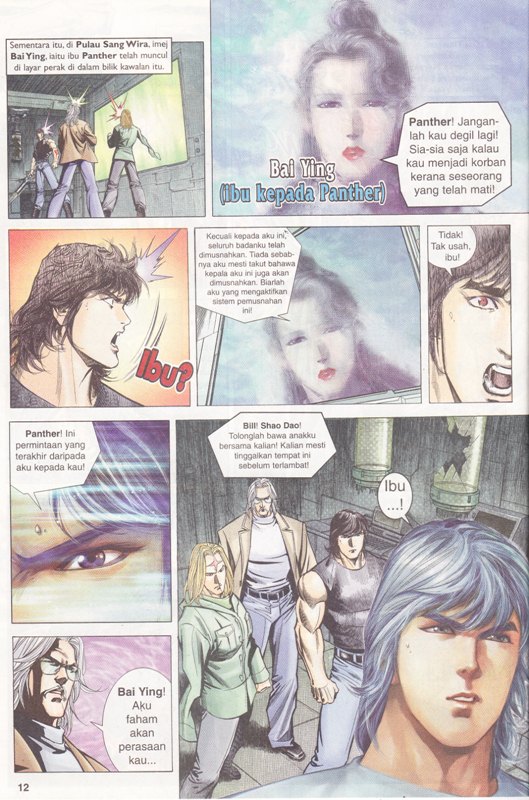 Sementara itu, di Pulau Sang Wira, imej
Bai Ying, iaitu ibu Panther telah muncul
di layar perak di dalam bilik kawalan itu.
Panther! Jangan-
lah kau degil lagi!
Sia-sia saja kalau
kau menjadi korban
kerana seseorang
yang telah mati!
Bai Ying
(ibu kepada Panther)
Ibu?
Kecuali kepada aku ini,
seluruh badanku telah
dimusnahkan. Tiada sebab-
nya aku mesti takut bahawa
kepala aku ini juga akan
dimusnahkan. Biarlah
aku yang mengaktifkan
sistem pemusnahan
ini!
Tidak!
Tak usah,
ibu!
Panther! Ini
permintaan yang
terakhir daripada
aku kepada kau!
Bill! Shao Dao!
Tolonglah bawa anakku
bersama kalian! Kalian mesti
tinggalkan tempat ini
sebelum terlambat!
Ibu
...!
Bai Ying!
Aku
faham
akan
perasaan
kau...
12